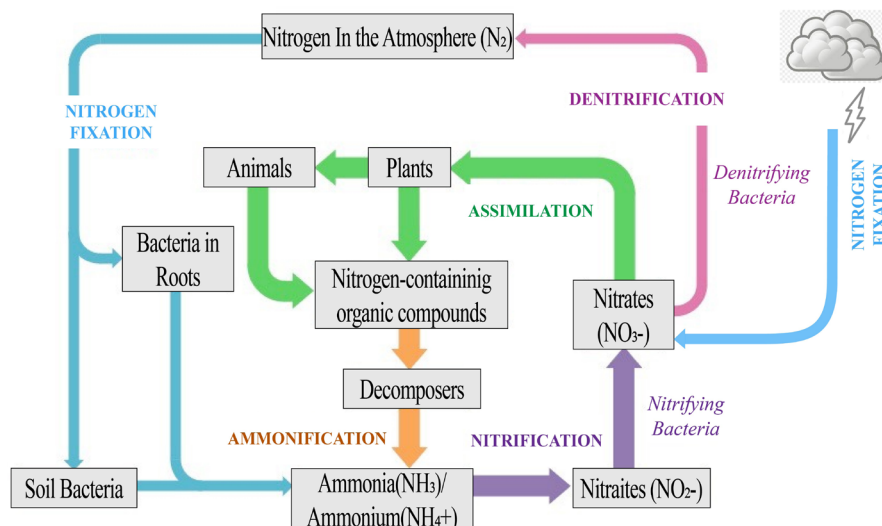 Nitrogen In the Atmosphere (N₂)
NITROGEN
FIXATION
DENITRIFICATION
Animals
Plants
Denitrifying
Bacteria
NITROGEN
FIXATION
ASSIMILATION
Bacteria in
Roots
Nitrogen-containinig
organic compounds
Nitrates
(NO₃-)
Decomposers
Nitrifying
Bacteria
AMMONIFICATION
NITRIFICATION
Soil Bacteria
Ammonia(NH₃)/
Ammonium(NH₄+)
Nitraites (NO₂-)